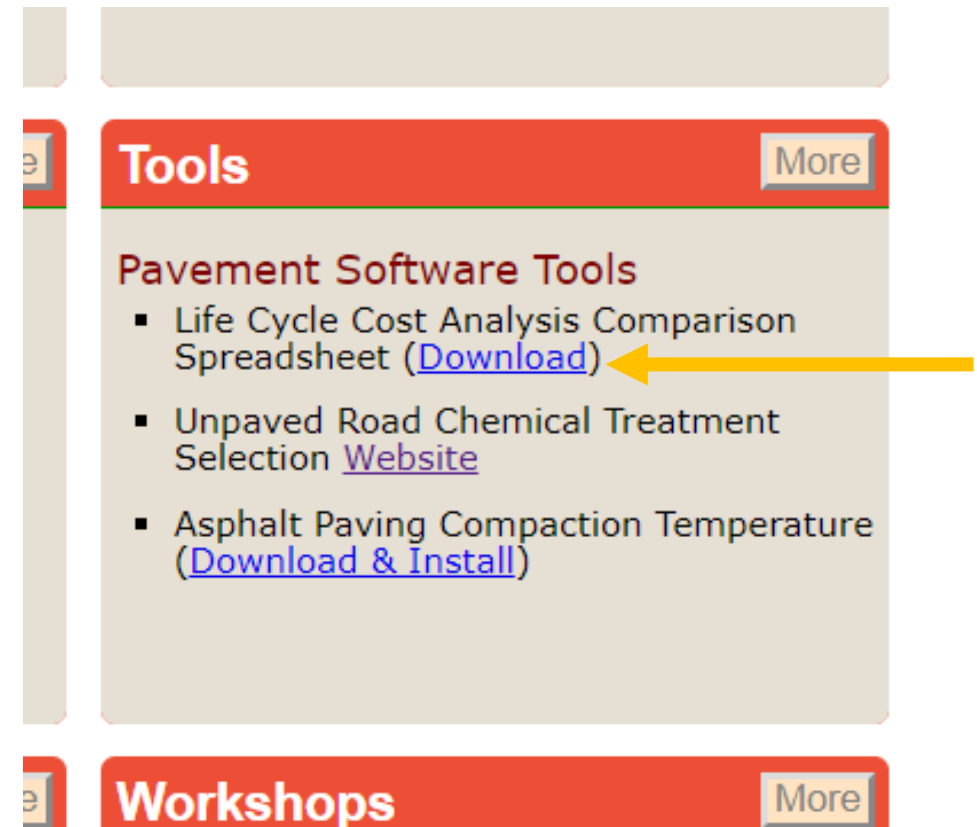 Tools
More
Pavement Software Tools
▪ Life Cycle Cost Analysis Comparison
Spreadsheet (Download)
▪ Unpaved Road Chemical Treatment
Selection Website
▪ Asphalt Paving Compaction Temperature
(Download & Install)
Workshops
More